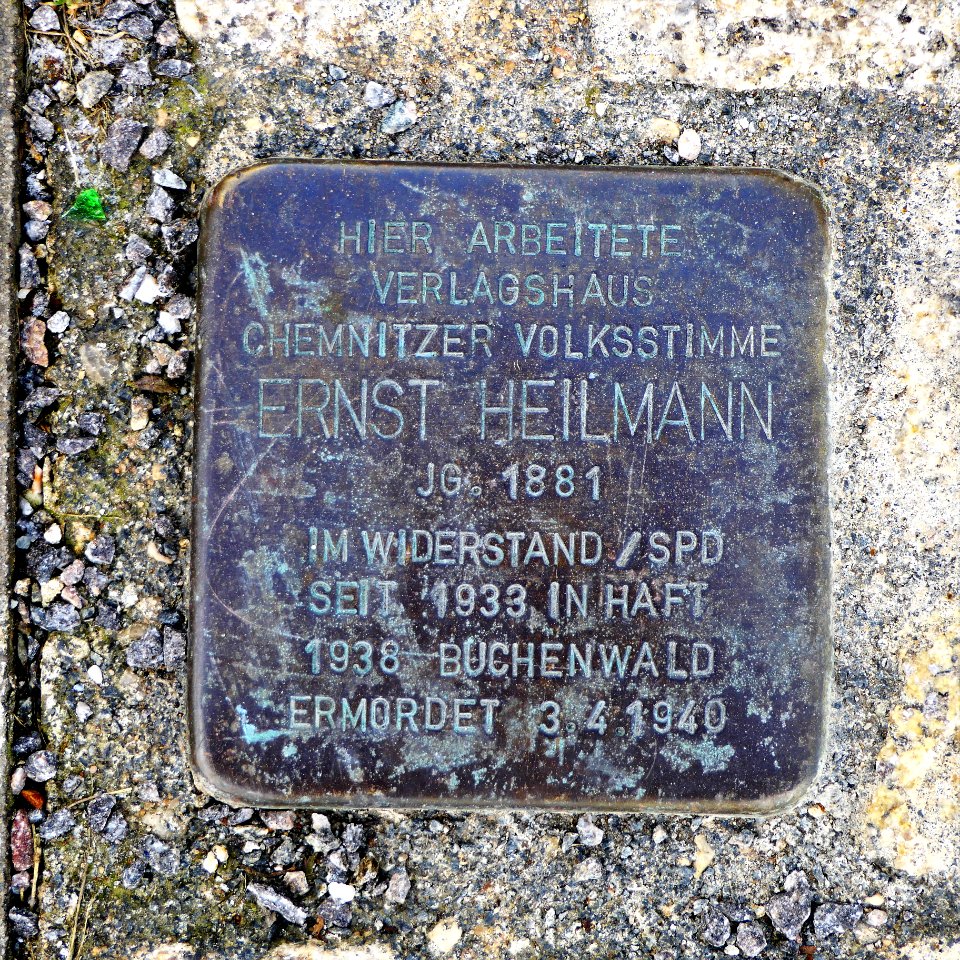 HIER ARBEITETE
VERLAGSHAUS
CHEMNITZER VOLKSSTIMME
ERNST HEILMANN
JG. 1881
IM WIDERSTAND / SPD
SEIT 1933 IN HAFT
1938 BUCHENWALD
ERMORDET 3.4.1940